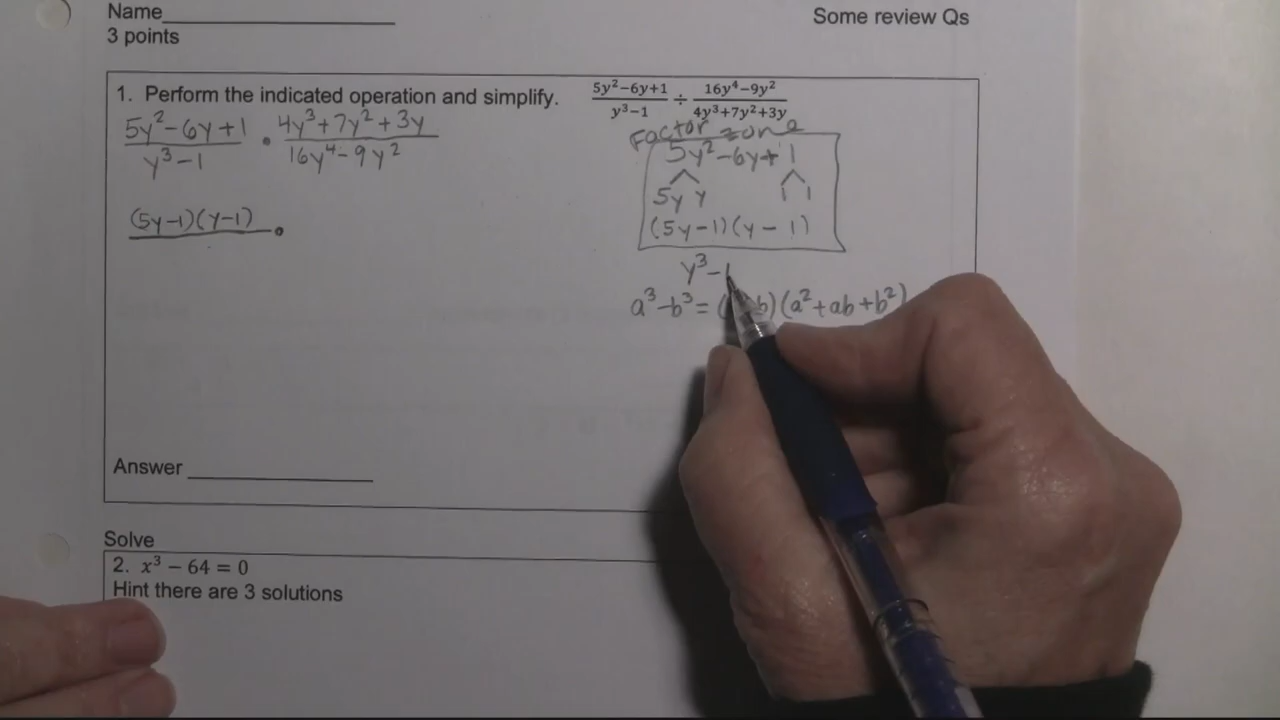 Name____________ Some review Qs
3 points
1. Perform the indicated operation and simplify. (5y²−6y+1)/(y³−1) ÷ (16y⁴−9y²)/(4y³+7y²+3y)
(5y²−6y+1)/(y³−1) · (4y³+7y²+3y)/(16y⁴−9y²)
(5y−1)(y−1) ·
Factor zone
5y²−6y+1
5y y 1 1
(5y−1)(y−1)
y³−1
a³−b³=( b)(a²+ab+b²)
Answer ____________
Solve
2. x³ − 64 = 0
Hint there are 3 solutions